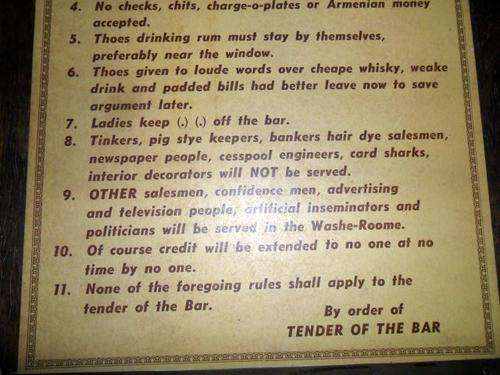 4. No checks, chits, charge-o-plates or Armenian money
accepted.
5. Thoes drinking rum must stay by themselves,
preferably near the window.
6. Thoes given to loude words over cheape whisky, weake
drink and padded bills had better leave now to save
argument later.
7. Ladies keep (.) (.) off the bar.
8. Tinkers, pig stye keepers, bankers hair dye salesmen,
newspaper people, cesspool engineers, card sharks,
interior decorators will NOT be served.
9. OTHER salesmen, confidence men, advertising
and television people, artificial inseminators and
politicians will be served in the Washe-Roome.
10. Of course credit will be extended to no one at no
time by no one.
11. None of the foregoing rules shall apply to the
tender of the Bar.
By order of
TENDER OF THE BAR